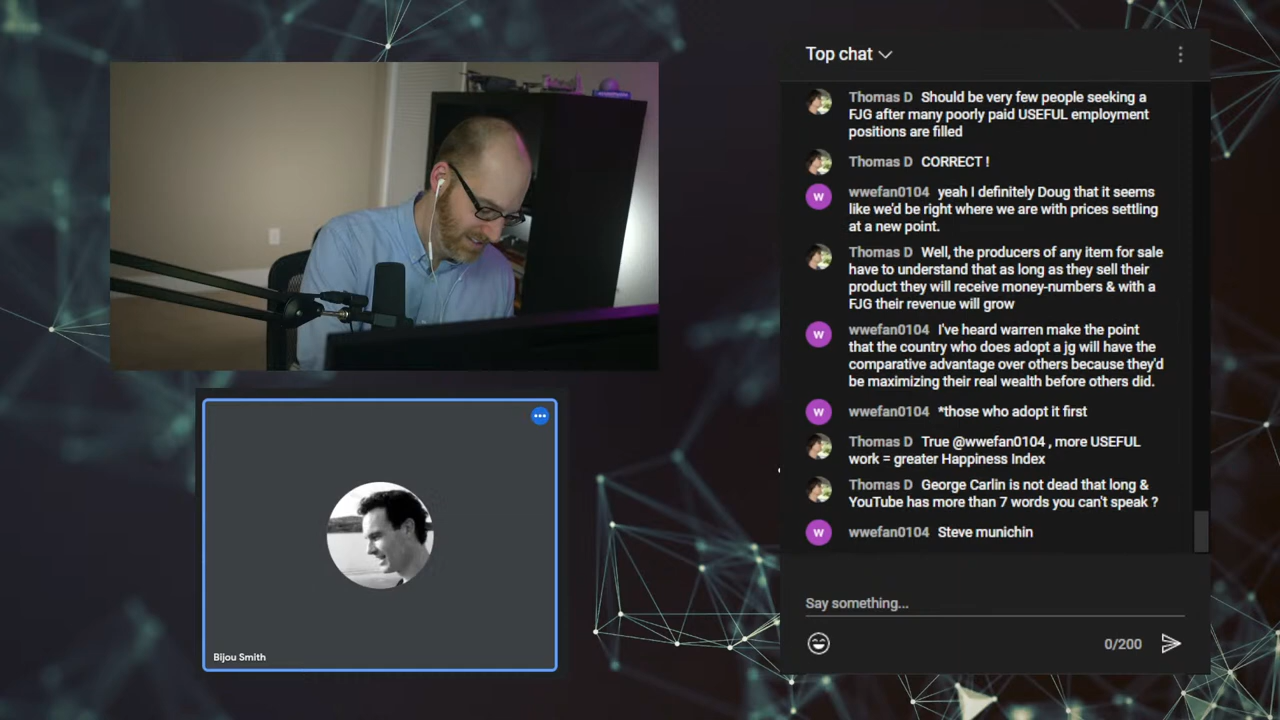 Top chat
Thomas D Should be very few people seeking a
FJG after many poorly paid USEFUL employment
positions are filled
Thomas D CORRECT !
W wwefan0104 yeah I definitely Doug that it seems
like we'd be right where we are with prices settling
at a new point.
Thomas D Well, the producers of any item for sale
have to understand that as long as they sell their
product they will receive money-numbers & with a
FJG their revenue will grow
W wwefan0104 I've heard warren make the point
that the country who does adopt a jg will have the
comparative advantage over others because they'd
be maximizing their real wealth before others did.
W wwefan0104 *those who adopt it first
Thomas D True @wwefan0104 , more USEFUL
work = greater Happiness Index
Thomas D George Carlin is not dead that long &
YouTube has more than 7 words you can't speak ?
W wwefan0104 Steve munichin
Say something...
0/200
Bijou Smith